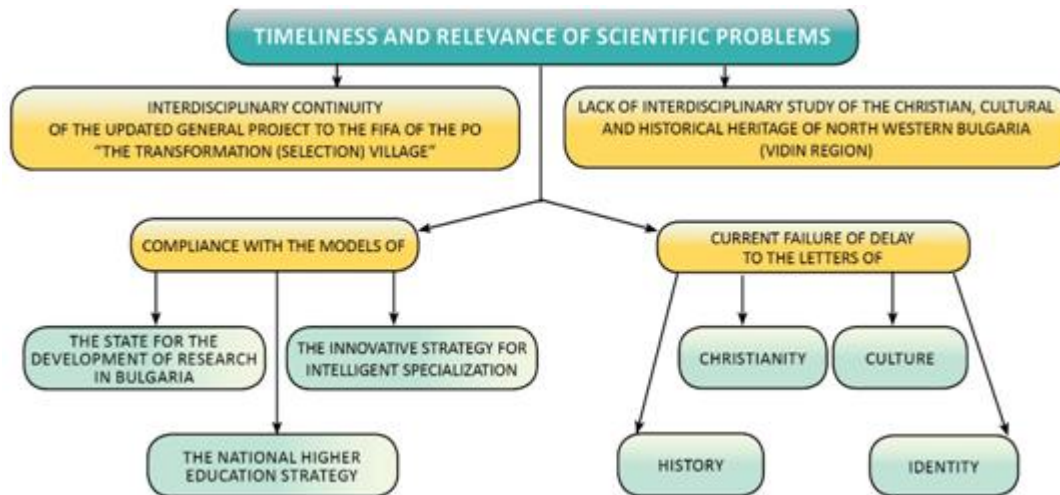 TIMELINESS AND RELEVANCE OF SCIENTIFIC PROBLEMS
INTERDISCIPLINARY CONTINUITY
OF THE UPDATED GENERAL PROJECT TO THE FIFA OF THE PO
"THE TRANSFORMATION (SELECTION) VILLAGE"
LACK OF INTERDISCIPLINARY STUDY OF THE CHRISTIAN, CULTURAL
AND HISTORICAL HERITAGE OF NORTH WESTERN BULGARIA
(VIDIN REGION)
COMPLIANCE WITH THE MODELS OF
CURRENT FAILURE OF DELAY
TO THE LETTERS OF
THE STATE FOR THE
DEVELOPMENT OF RESEARCH
IN BULGARIA
THE INNOVATIVE STRATEGY FOR
INTELLIGENT SPECIALIZATION
CHRISTIANITY
CULTURE
THE NATIONAL HIGHER
EDUCATION STRATEGY
HISTORY
IDENTITY